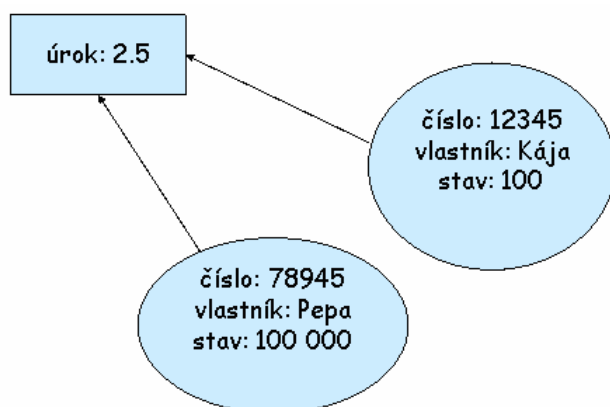 úrok: 2.5
číslo: 12345
vlastník: Kája
stav: 100
číslo: 78945
vlastník: Pepa
stav: 100 000